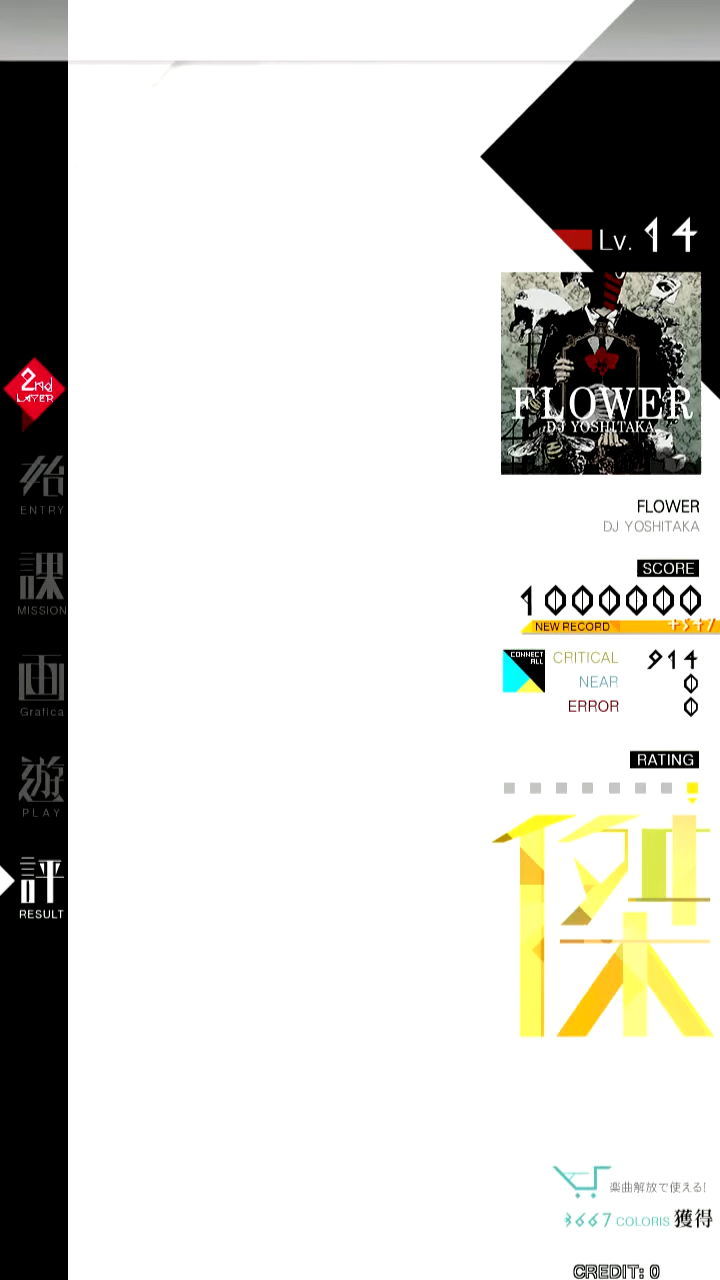 2nd
LAYER
始
ENTRY
課
MISSION
画
Grafica
遊
PLAY
評
RESULT
Lv. 14
FLOWER
DJ YOSHITAKA
FLOWER
DJ YOSHITAKA
SCORE
1000000
NEW RECORD +547
CONNECT
ALL
CRITICAL 914
NEAR 0
ERROR 0
RATING
傑
楽曲解放で使える!
3667 COLORIS 獲得
CREDIT: 0